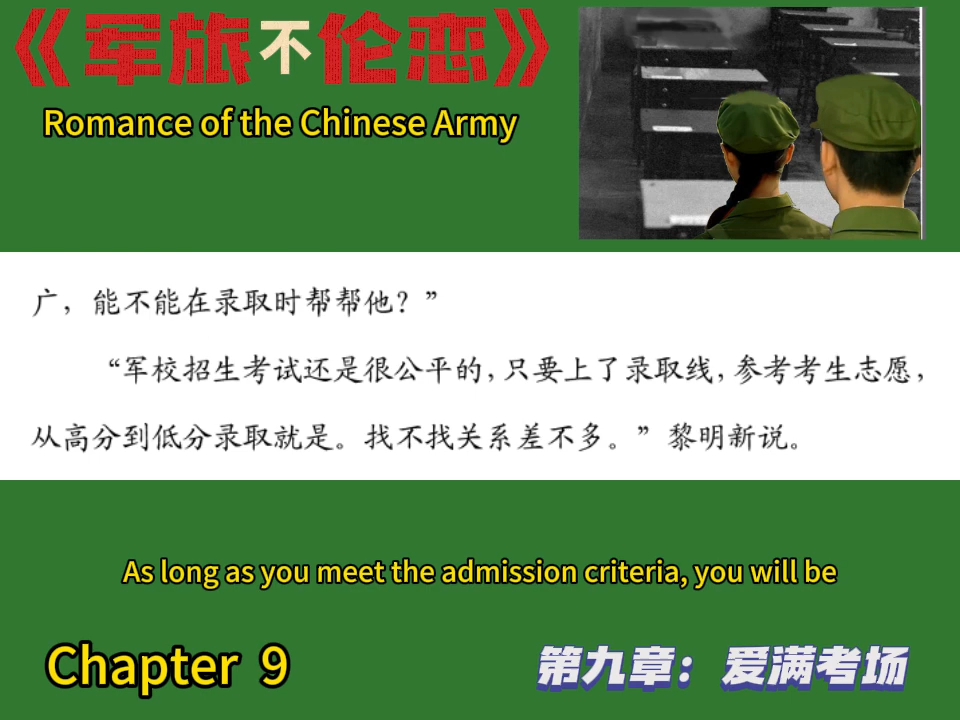 《军旅不伦恋》
Romance of the Chinese Army
广，能不能在录取时帮帮他？”
“军校招生考试还是很公平的，只要上了录取线，参考考生志愿，
从高分到低分录取就是。找不找关系差不多。”黎明新说。
As long as you meet the admission criteria, you will be
Chapter 9
第九章：爱满考场